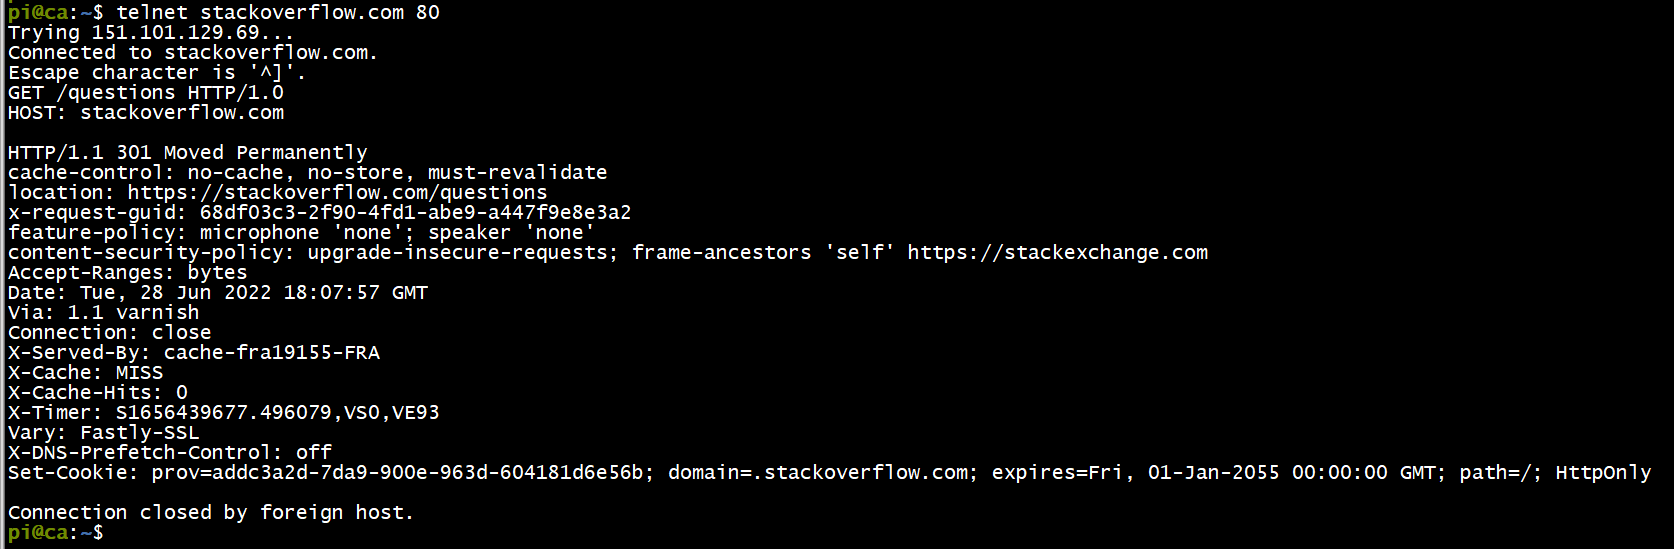 pi@ca:~$ telnet stackoverflow.com 80
Trying 151.101.129.69...
Connected to stackoverflow.com.
Escape character is '^]'.
GET /questions HTTP/1.0
HOST: stackoverflow.com

HTTP/1.1 301 Moved Permanently
cache-control: no-cache, no-store, must-revalidate
location: https://stackoverflow.com/questions
x-request-guid: 68df03c3-2f90-4fd1-abe9-a447f9e8e3a2
feature-policy: microphone 'none'; speaker 'none'
content-security-policy: upgrade-insecure-requests; frame-ancestors 'self' https://stackexchange.com
Accept-Ranges: bytes
Date: Tue, 28 Jun 2022 18:07:57 GMT
Via: 1.1 varnish
Connection: close
X-Served-By: cache-fra19155-FRA
X-Cache: MISS
X-Cache-Hits: 0
X-Timer: S1656439677.496079,VS0,VE93
Vary: Fastly-SSL
X-DNS-Prefetch-Control: off
Set-Cookie: prov=addc3a2d-7da9-900e-963d-604181d6e56b; domain=.stackoverflow.com; expires=Fri, 01-Jan-2055 00:00:00 GMT; path=/; HttpOnly

Connection closed by foreign host.
pi@ca:~$